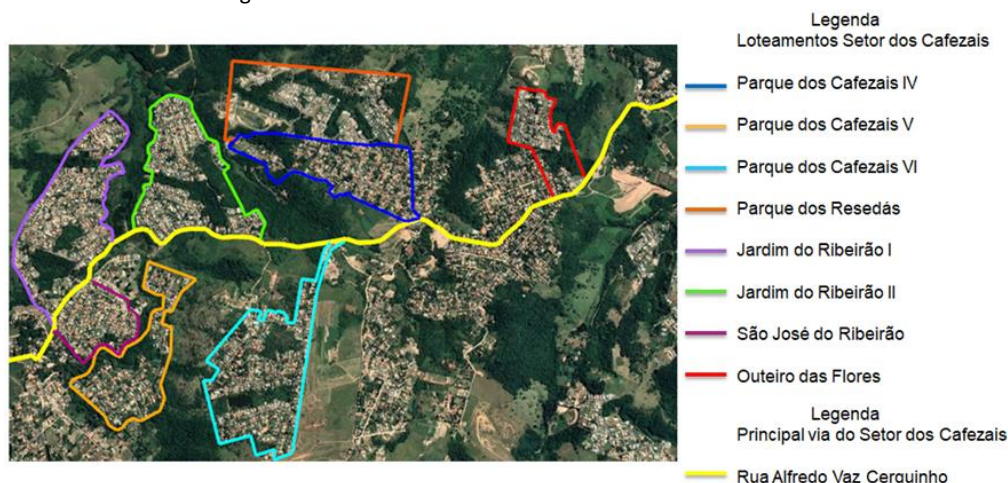 Legenda
Loteamentos Setor dos Cafezais
Parque dos Cafezais IV
Parque dos Cafezais V
Parque dos Cafezais VI
Parque dos Resedás
Jardim do Ribeirão I
Jardim do Ribeirão II
São José do Ribeirão
Outeiro das Flores
Legenda
Principal via do Setor dos Cafezais
Rua Alfredo Vaz Cerquinho